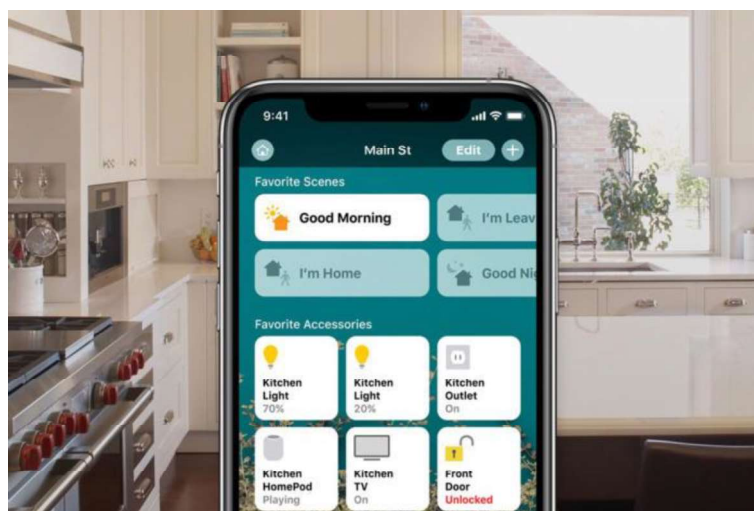 9:41
Main St
Edit
Favorite Scenes
Good Morning
I'm Leav
I'm Home
Good Nig
Favorite Accessories
Kitchen
Light
70%
Kitchen
Light
20%
Kitchen
Outlet
On
Kitchen
HomePod
Playing
Kitchen
TV
On
Front
Door
Unlocked